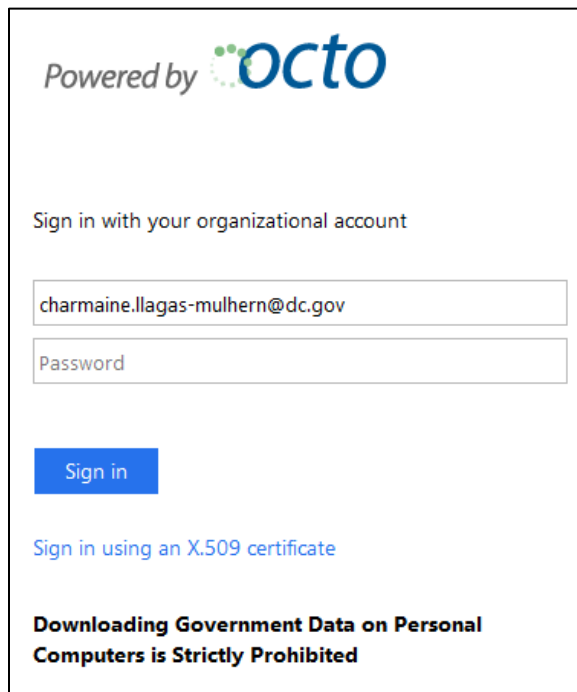 Powered by octo
Sign in with your organizational account
charmaine.llagas-mulhern@dc.gov
Password
Sign in
Sign in using an X.509 certificate
Downloading Government Data on Personal
Computers is Strictly Prohibited